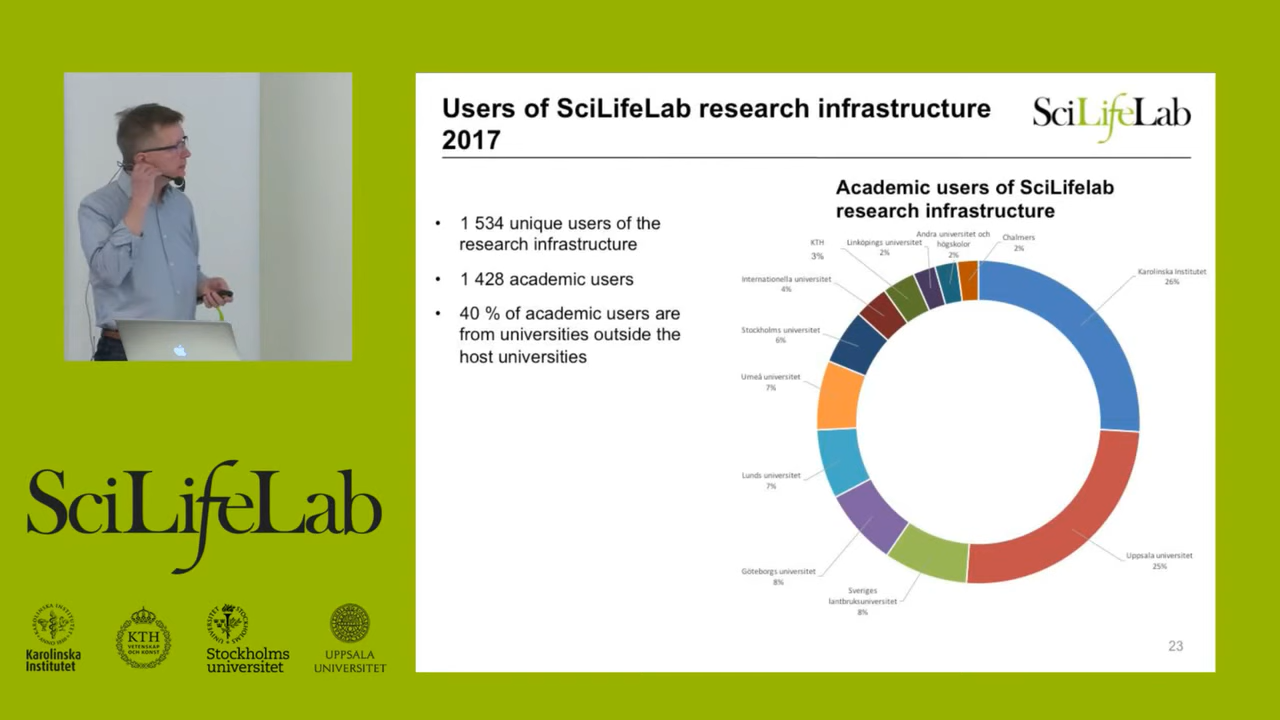 Users of SciLifeLab research infrastructure
2017
SciLifeLab
Academic users of SciLifelab
research infrastructure
• 1 534 unique users of the
research infrastructure
• 1 428 academic users
• 40 % of academic users are
from universities outside the
host universities
KTH
3%
Linköpings universitet
2%
Andra universitet och
högskolor
2%
Chalmers
2%
Karolinska Institutet
26%
Internationella universitet
4%
Stockholms universitet
6%
Umeå universitet
7%
Lunds universitet
7%
Göteborgs universitet
8%
Sveriges
lantbruksuniversitet
8%
Uppsala universitet
25%
23
SciLifeLab
Karolinska
Institutet
KTH
VETENSKAP
OCH KONST
Stockholms
universitet
UPPSALA
UNIVERSITET